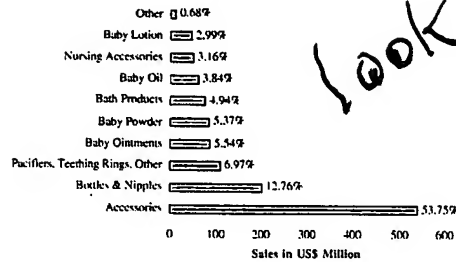 Other 0.68%
Baby Lotion 2.99%
Nursing Accessories 3.16%
Baby Oil 3.84%
Bath Products 4.94%
Baby Powder 5.37%
Baby Ointments 5.54%
Pacifiers, Teething Rings, Other 6.97%
Bottles & Nipples 12.76%
Accessories 53.75%
0 100 200 300 400 500 600
Sales in US$ Million
look